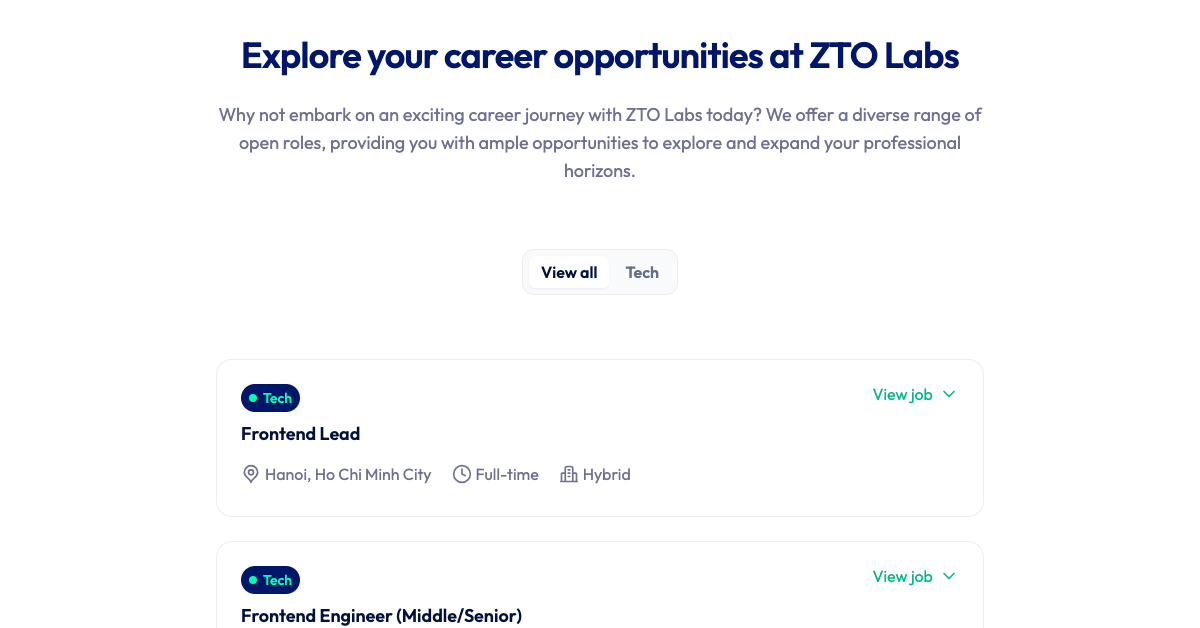 Explore your career opportunities at ZTO Labs
Why not embark on an exciting career journey with ZTO Labs today? We offer a diverse range of
open roles, providing you with ample opportunities to explore and expand your professional
horizons.
View all Tech
Tech View job
Frontend Lead
Hanoi, Ho Chi Minh City Full-time Hybrid
Tech View job
Frontend Engineer (Middle/Senior)